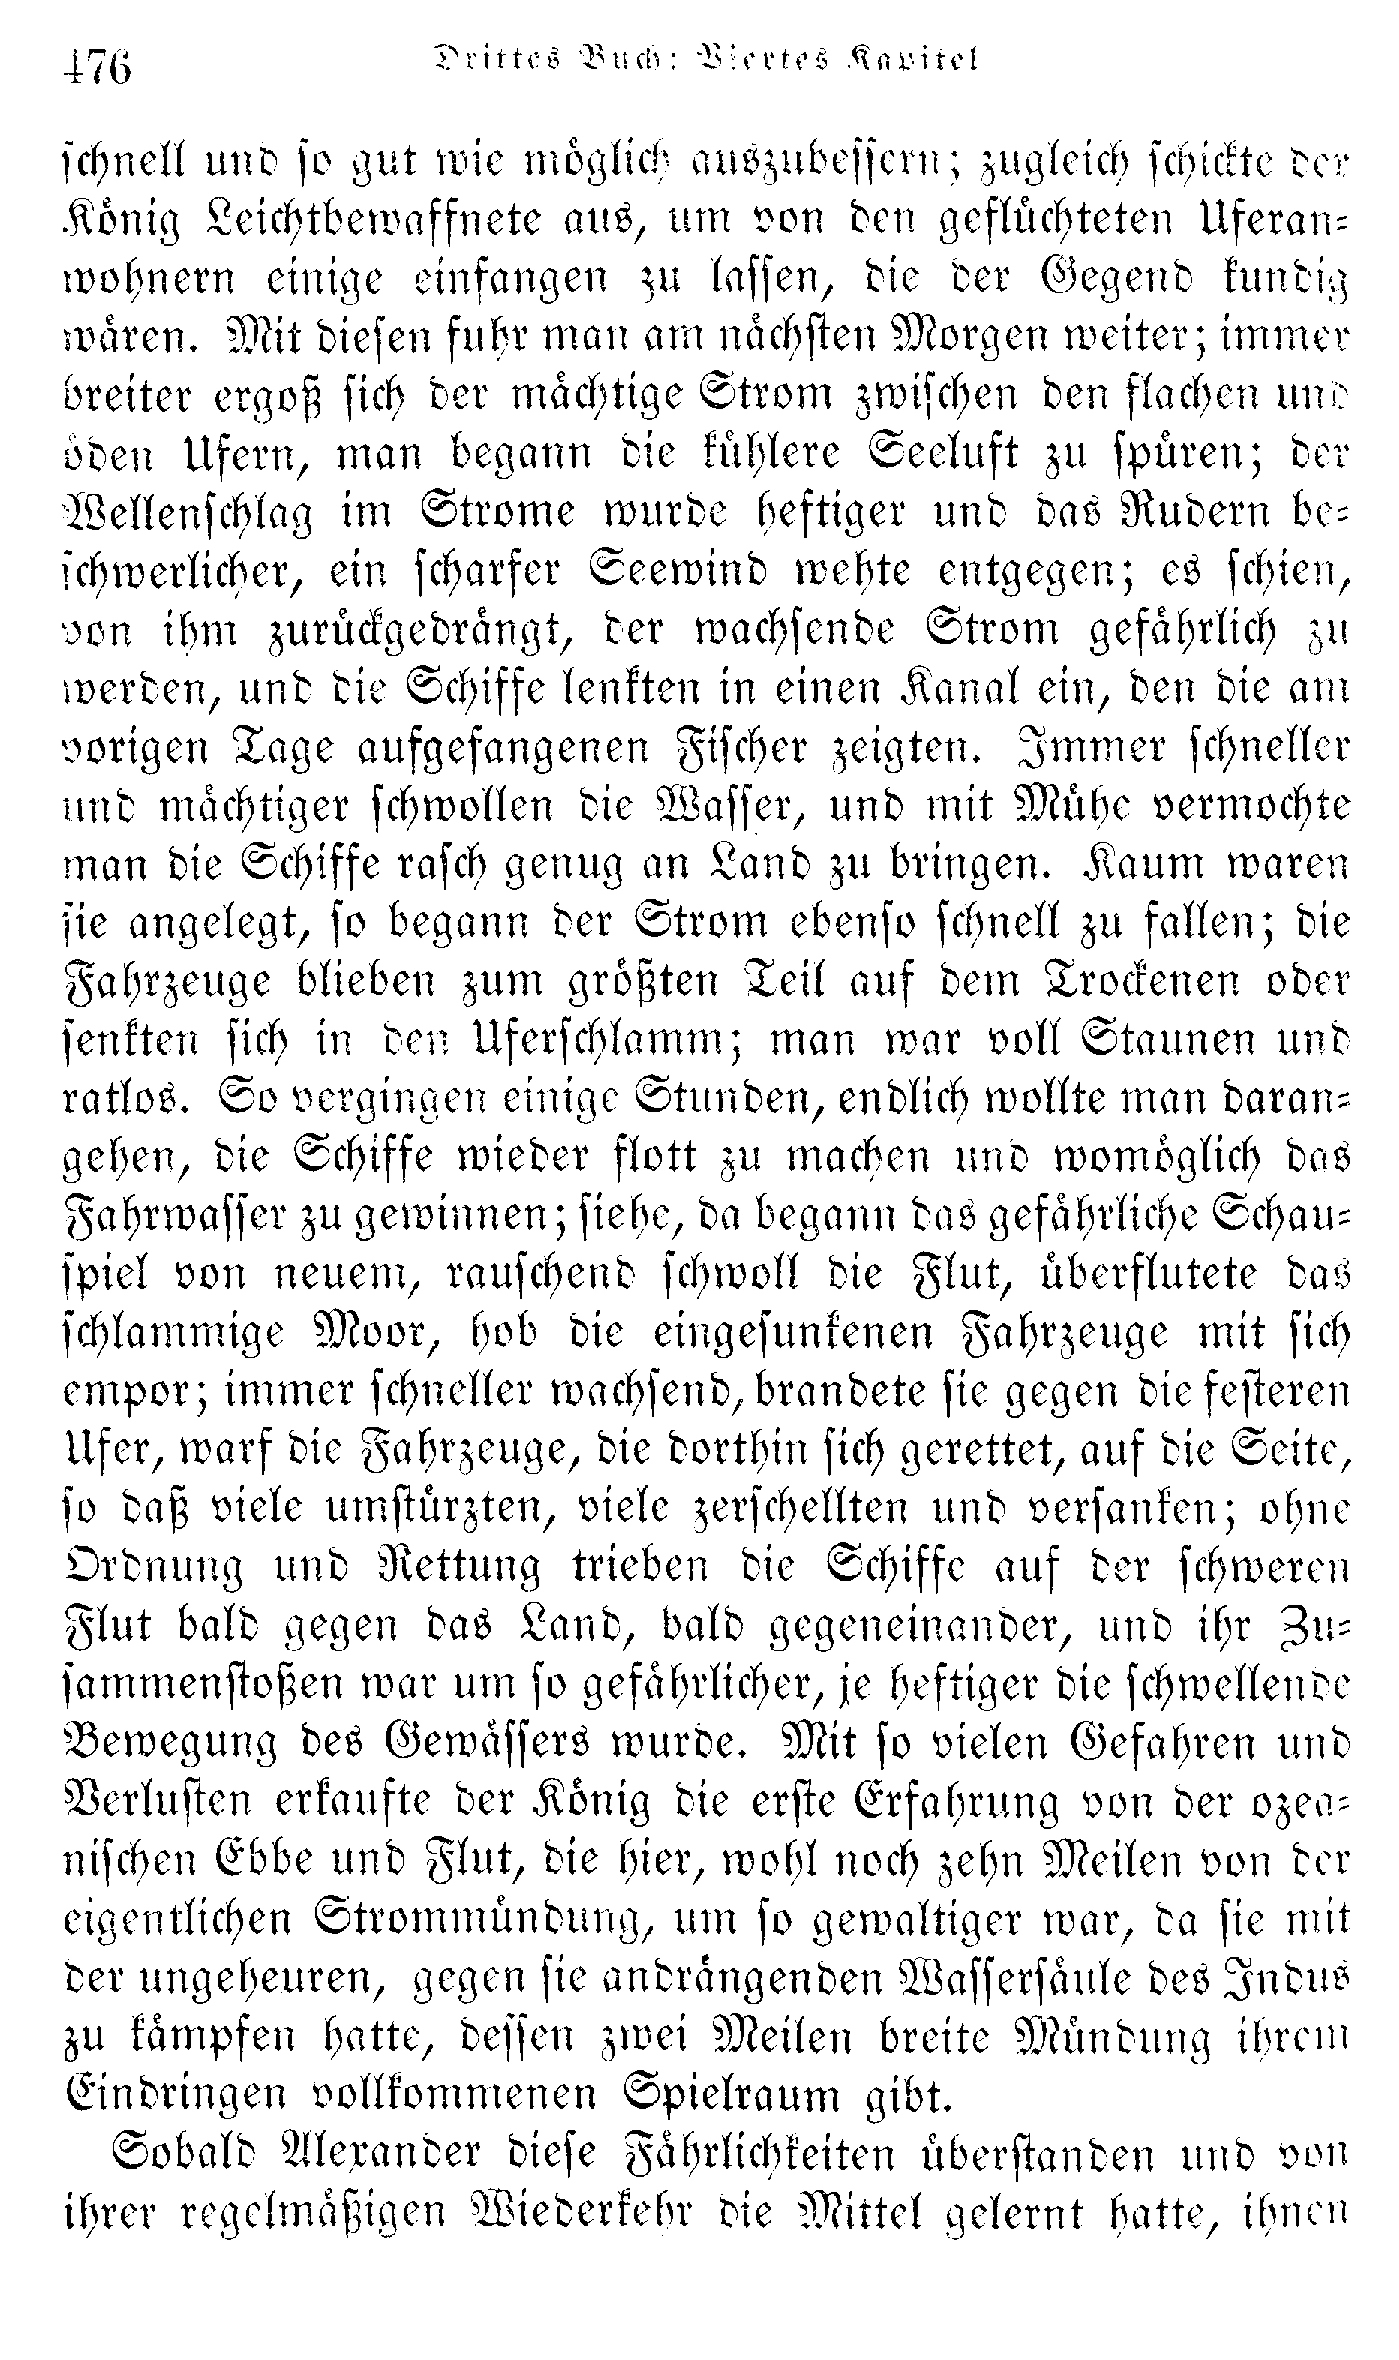 476
Drittes Buch: Viertes Kapitel
schnell und so gut wie möglich auszubessern; zugleich schickte der
König Leichtbewaffnete aus, um von den geflüchteten Uferan-
wohnern einige einfangen zu lassen, die der Gegend kundig
wären. Mit diesen fuhr man am nächsten Morgen weiter; immer
breiter ergoß sich der mächtige Strom zwischen den flachen und
öden Ufern, man begann die kühlere Seeluft zu spüren; der
Wellenschlag im Strome wurde heftiger und das Rudern be-
schwerlicher, ein scharfer Seewind wehte entgegen; es schien,
von ihm zurückgedrängt, der wachsende Strom gefährlich zu
werden, und die Schiffe lenkten in einen Kanal ein, den die am
vorigen Tage aufgefangenen Fischer zeigten. Immer schneller
und mächtiger schwollen die Wasser, und mit Mühe vermochte
man die Schiffe rasch genug an Land zu bringen. Kaum waren
sie angelegt, so begann der Strom ebenso schnell zu fallen; die
Fahrzeuge blieben zum größten Teil auf dem Trockenen oder
senkten sich in den Uferschlamm; man war voll Staunen und
ratlos. So vergingen einige Stunden, endlich wollte man daran-
gehen, die Schiffe wieder flott zu machen und womöglich das
Fahrwasser zu gewinnen; siehe, da begann das gefährliche Schau-
spiel von neuem, rauschend schwoll die Flut, überflutete das
schlammige Moor, hob die eingesunkenen Fahrzeuge mit sich
empor; immer schneller wachsend, brandete sie gegen die festeren
Ufer, warf die Fahrzeuge, die dorthin sich gerettet, auf die Seite,
so daß viele umstürzten, viele zerschellten und versanken; ohne
Ordnung und Rettung trieben die Schiffe auf der schweren
Flut bald gegen das Land, bald gegeneinander, und ihr Zu-
sammenstoßen war um so gefährlicher, je heftiger die schwellende
Bewegung des Gewässers wurde. Mit so vielen Gefahren und
Verlusten erkaufte der König die erste Erfahrung von der ozea-
nischen Ebbe und Flut, die hier, wohl noch zehn Meilen von der
eigentlichen Strommündung, um so gewaltiger war, da sie mit
der ungeheuren, gegen sie andrängenden Wassersäule des Indus
zu kämpfen hatte, dessen zwei Meilen breite Mündung ihrem
Eindringen vollkommenen Spielraum gibt.
Sobald Alexander diese Fährlichkeiten überstanden und von
ihrer regelmäßigen Wiederkehr die Mittel gelernt hatte, ihnen